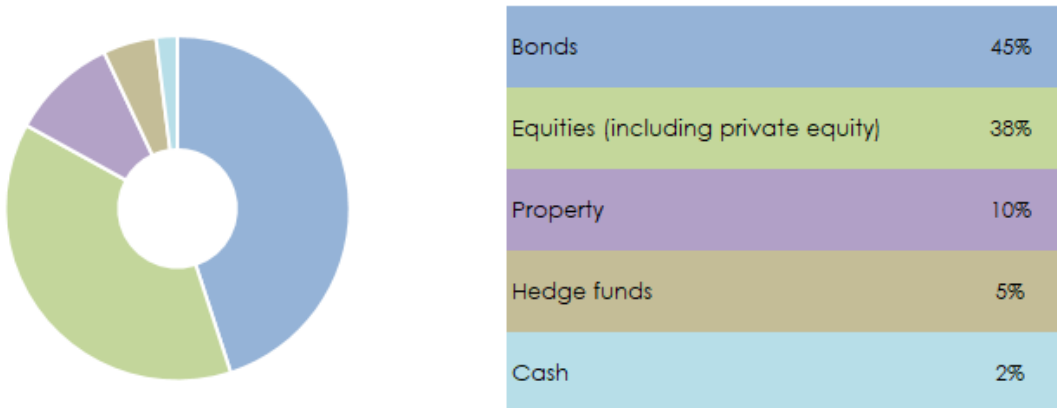 Bonds 45%
Equities (including private equity) 38%
Property 10%
Hedge funds 5%
Cash 2%